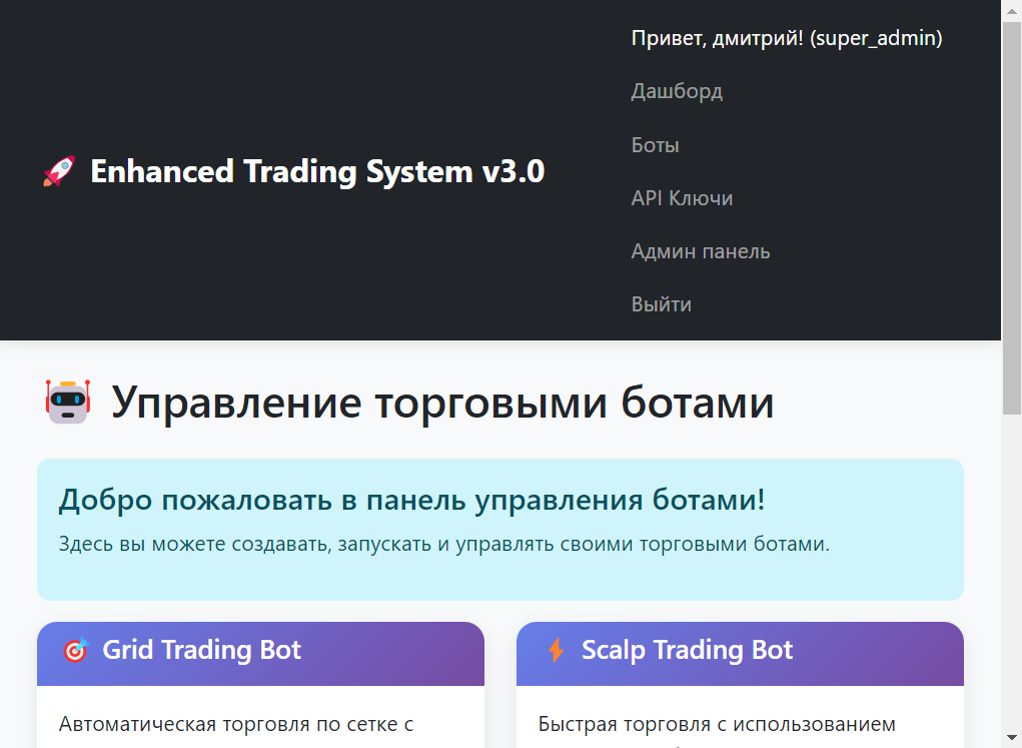 Привет, дмитрий! (super_admin)
Дашборд
Боты
🚀 Enhanced Trading System v3.0
API Ключи
Админ панель
Выйти
🤖 Управление торговыми ботами
Добро пожаловать в панель управления ботами!
Здесь вы можете создавать, запускать и управлять своими торговыми ботами.
🎯 Grid Trading Bot
Автоматическая торговля по сетке с
⚡ Scalp Trading Bot
Быстрая торговля с использованием